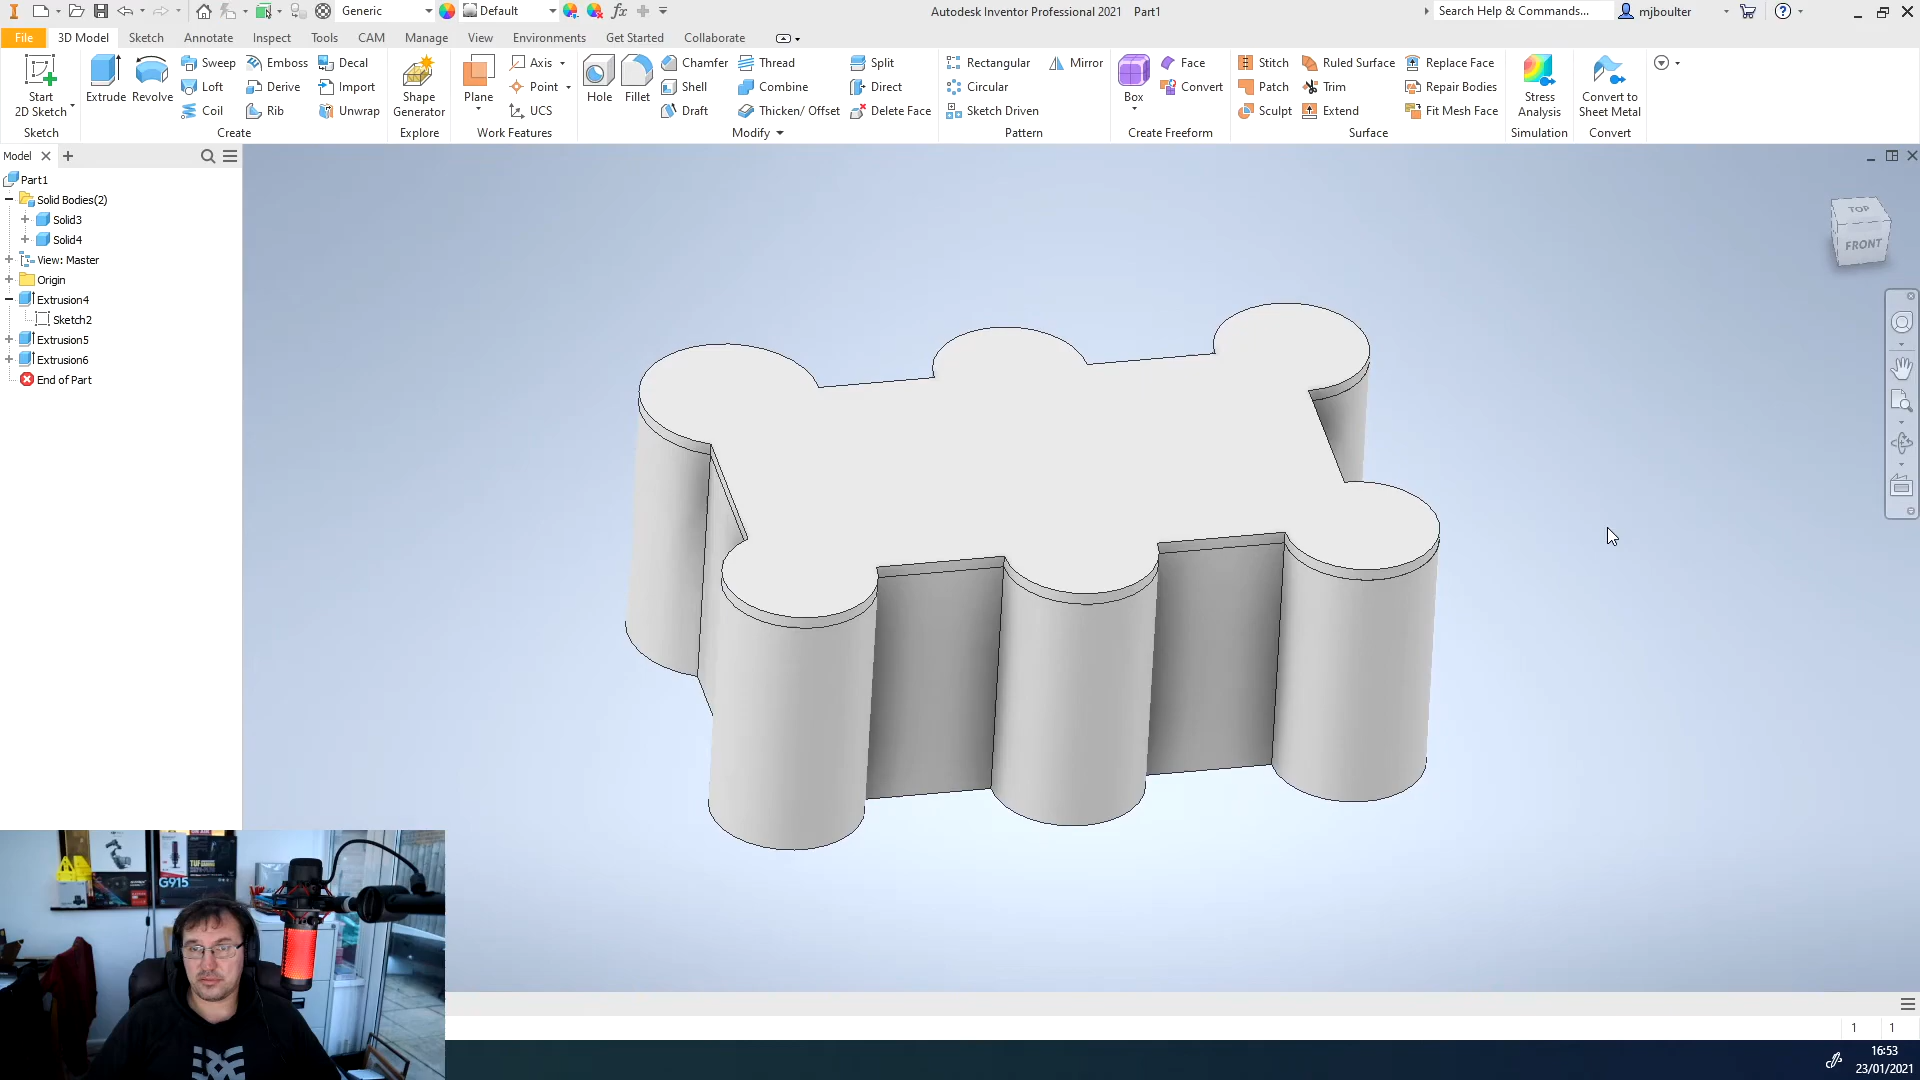 Generic
Default
fx
Autodesk Inventor Professional 2021 Part1
Search Help & Commands...
mjboulter
File
3D Model
Sketch
Annotate
Inspect
Tools
CAM
Manage
View
Environments
Get Started
Collaborate
Start
2D Sketch
Sketch
Extrude
Revolve
Sweep
Loft
Coil
Emboss
Derive
Rib
Decal
Import
Unwrap
Create
Shape
Generator
Explore
Plane
Axis
Point
UCS
Work Features
Hole
Fillet
Chamfer
Shell
Draft
Thread
Combine
Thicken/ Offset
Split
Direct
Delete Face
Modify
Rectangular
Circular
Sketch Driven
Mirror
Pattern
Box
Face
Convert
Create Freeform
Stitch
Patch
Sculpt
Ruled Surface
Trim
Extend
Replace Face
Repair Bodies
Fit Mesh Face
Surface
Stress
Analysis
Simulation
Convert to
Sheet Metal
Convert
Model
Part1
Solid Bodies(2)
Solid3
Solid4
View: Master
Origin
Extrusion4
Sketch2
Extrusion5
Extrusion6
End of Part
TOP
FRONT
G915
TUF
1 1
16:53
23/01/2021